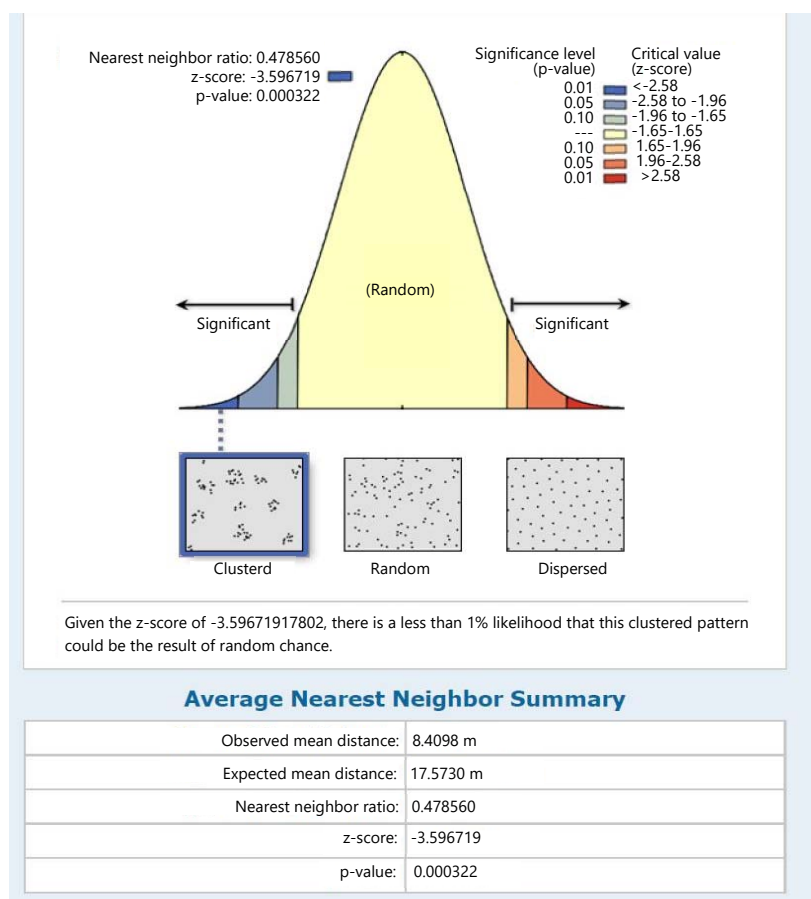 Nearest neighbor ratio: 0.478560
z-score: -3.596719
p-value: 0.000322
Significance level Critical value
(p-value) (z-score)
0.01 <-2.58
0.05 -2.58 to -1.96
0.10 -1.96 to -1.65
--- -1.65-1.65
0.10 1.65-1.96
0.05 1.96-2.58
0.01 >2.58
(Random)
Significant Significant
Clusterd Random Dispersed
Given the z-score of -3.59671917802, there is a less than 1% likelihood that this clustered pattern
could be the result of random chance.
Average Nearest Neighbor Summary
Observed mean distance: 8.4098 m
Expected mean distance: 17.5730 m
Nearest neighbor ratio: 0.478560
z-score: -3.596719
p-value: 0.000322